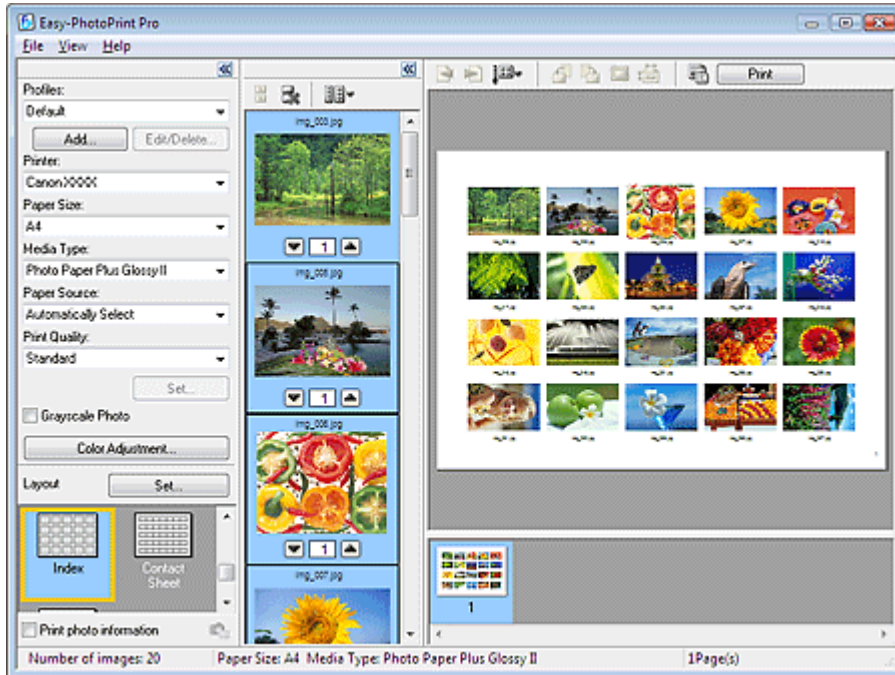 Easy-PhotoPrint Pro
File View Help
Profiles:
Default
Add... Edit/Delete...
Printer:
Canon XXXX
Paper Size:
A4
Media Type:
Photo Paper Plus Glossy II
Paper Source:
Automatically Select
Print Quality:
Standard
Set...
Grayscale Photo
Color Adjustment...
Layout Set...
Index
Contact Sheet
Print photo information
img_003.jpg
1
img_005.jpg
1
img_006.jpg
1
img_007.jpg
Print
1
Number of images: 20
Paper Size: A4 Media Type: Photo Paper Plus Glossy II
1Page(s)